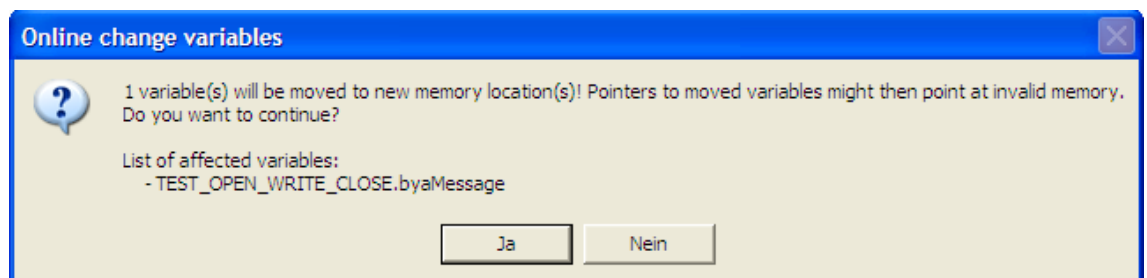 Online change variables
1 variable(s) will be moved to new memory location(s)! Pointers to moved variables might then point at invalid memory.
Do you want to continue?
List of affected variables:
- TEST_OPEN_WRITE_CLOSE.byaMessage
Ja
Nein